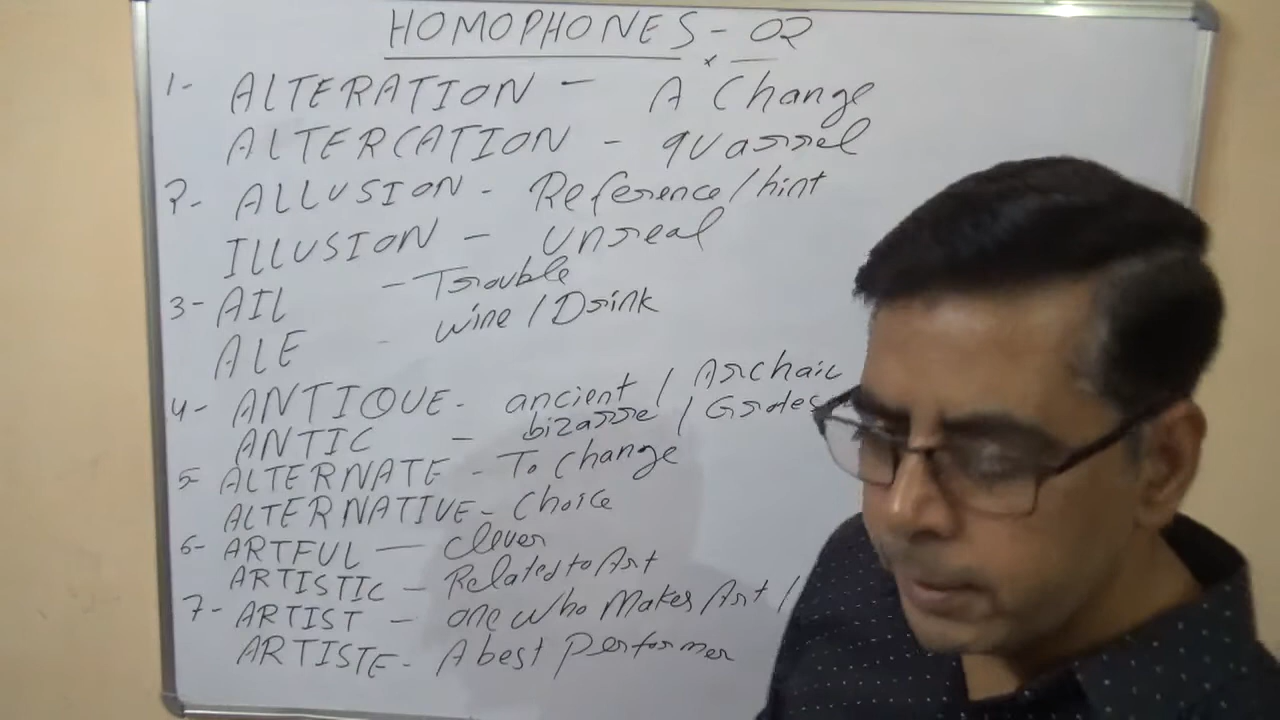 HOMOPHONES - 02
1- ALTERATION - A Change
ALTERCATION - quarrel
2- ALLUSION - Reference/hint
ILLUSION - unreal
3- AIL - Trouble
ALE - wine / Drink
4- ANTIQUE - ancient / Archaic
ANTIC - bizarre /
5- ALTERNATE - To Change
ALTERNATIVE - Choice
6- ARTFUL - clever
ARTISTIC - Related to Art
7- ARTIST - one who Makes Art /
ARTISTE - A best Performer